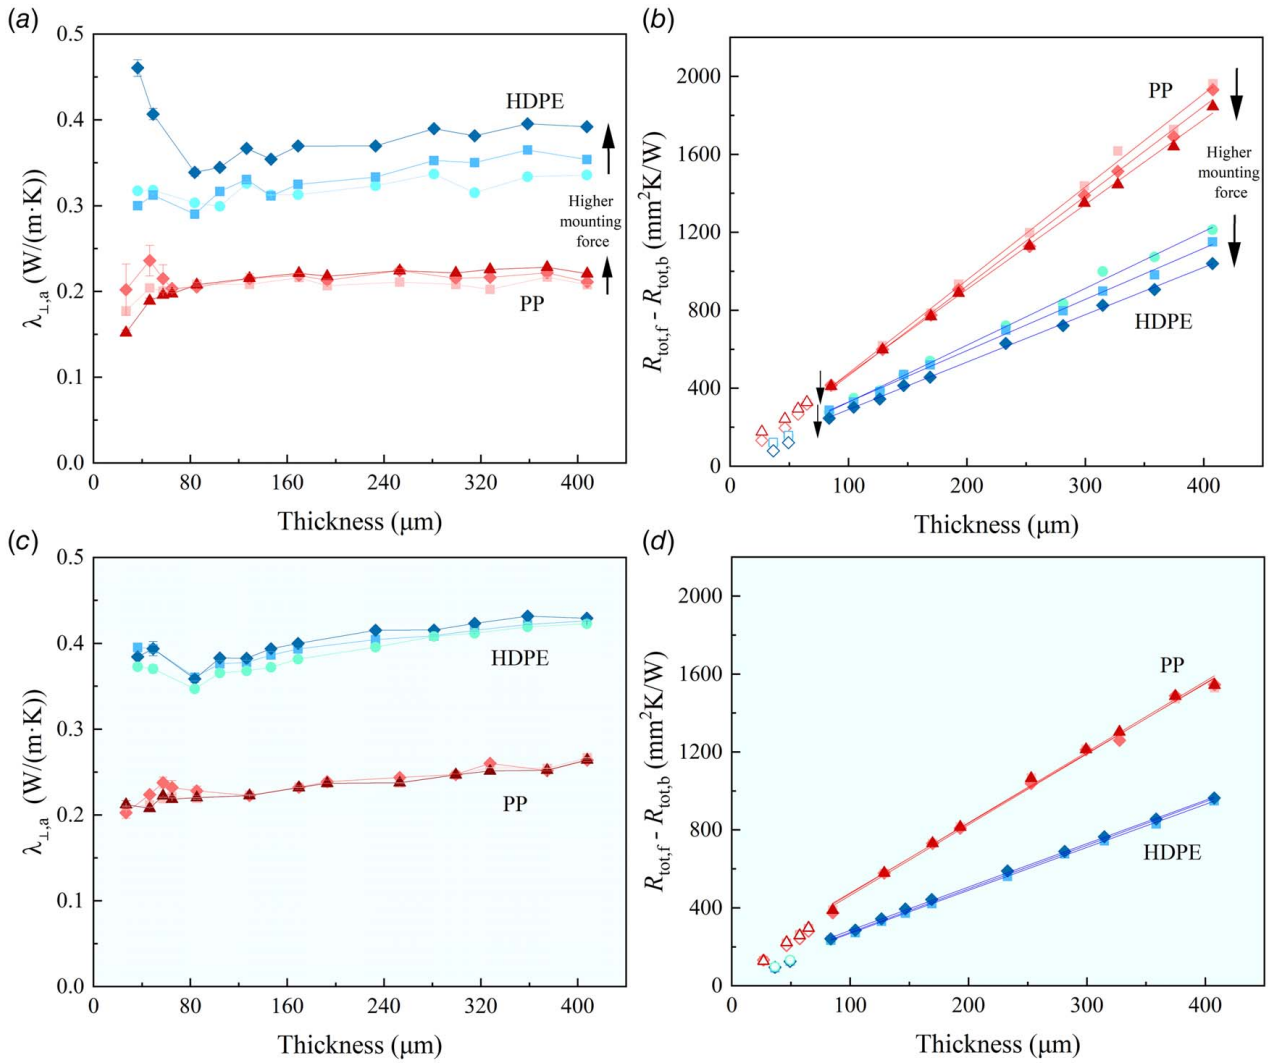 (a)
0.5
0.4
0.3
0.2
0.1
0.0
λ⊥,a (W/(m·K))
HDPE
Higher
mounting
force
PP
0
80
160
240
320
400
Thickness (μm)
(b)
2000
1600
1200
800
400
0
Rtot,f - Rtot,b (mm²K/W)
PP
Higher
mounting
force
HDPE
0
100
200
300
400
Thickness (μm)
(c)
0.5
0.4
0.3
0.2
0.1
0.0
λ⊥,a (W/(m·K))
HDPE
PP
0
80
160
240
320
400
Thickness (μm)
(d)
2000
1600
1200
800
400
0
Rtot,f - Rtot,b (mm²K/W)
PP
HDPE
0
100
200
300
400
Thickness (μm)